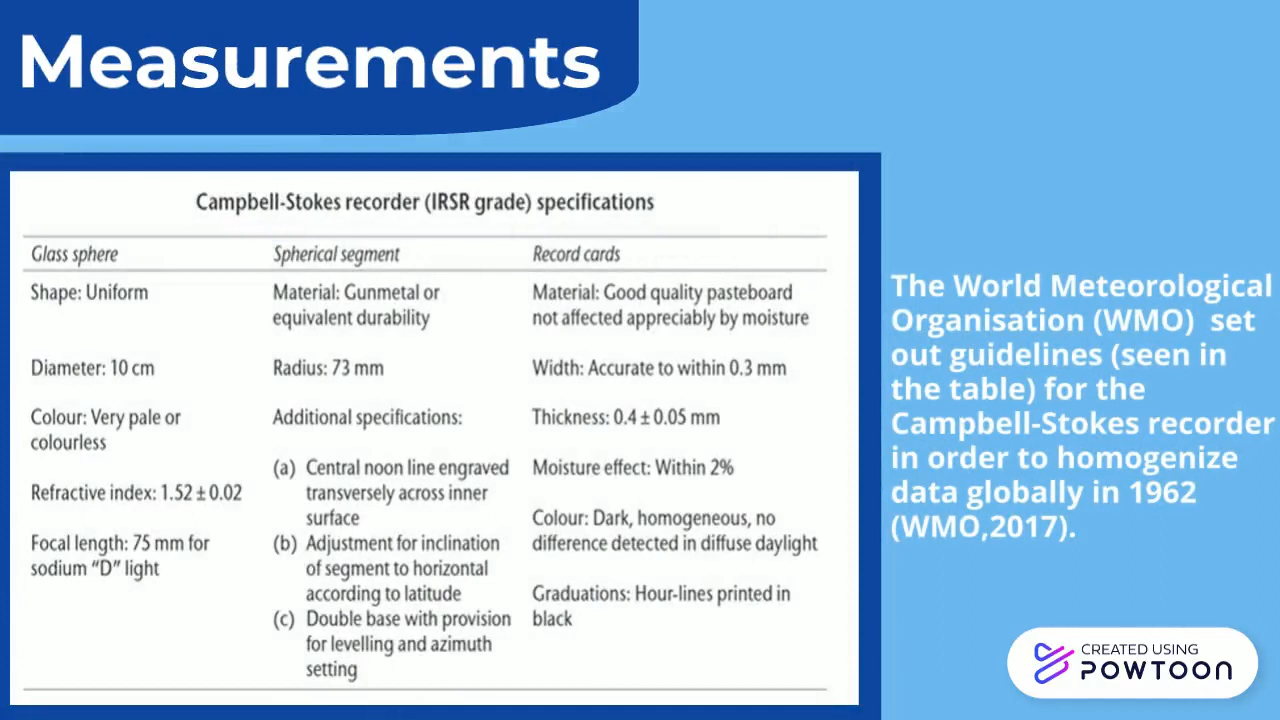 Measurements
Campbell-Stokes recorder (IRSR grade) specifications
Glass sphere
Spherical segment
Record cards
Shape: Uniform
Material: Gunmetal or
equivalent durability
Material: Good quality pasteboard
not affected appreciably by moisture
Diameter: 10 cm
Radius: 73 mm
Width: Accurate to within 0.3 mm
Colour: Very pale or
colourless
Additional specifications:
Thickness: 0.4 ± 0.05 mm
Refractive index: 1.52 ± 0.02
(a) Central noon line engraved
transversely across inner
surface
Moisture effect: Within 2%
Focal length: 75 mm for
sodium “D” light
(b) Adjustment for inclination
of segment to horizontal
according to latitude
Colour: Dark, homogeneous, no
difference detected in diffuse daylight
(c) Double base with provision
for levelling and azimuth
setting
Graduations: Hour-lines printed in
black
The World Meteorological
Organisation (WMO) set
out guidelines (seen in
the table) for the
Campbell-Stokes recorder
in order to homogenize
data globally in 1962
(WMO,2017).
CREATED USING
POWTOON